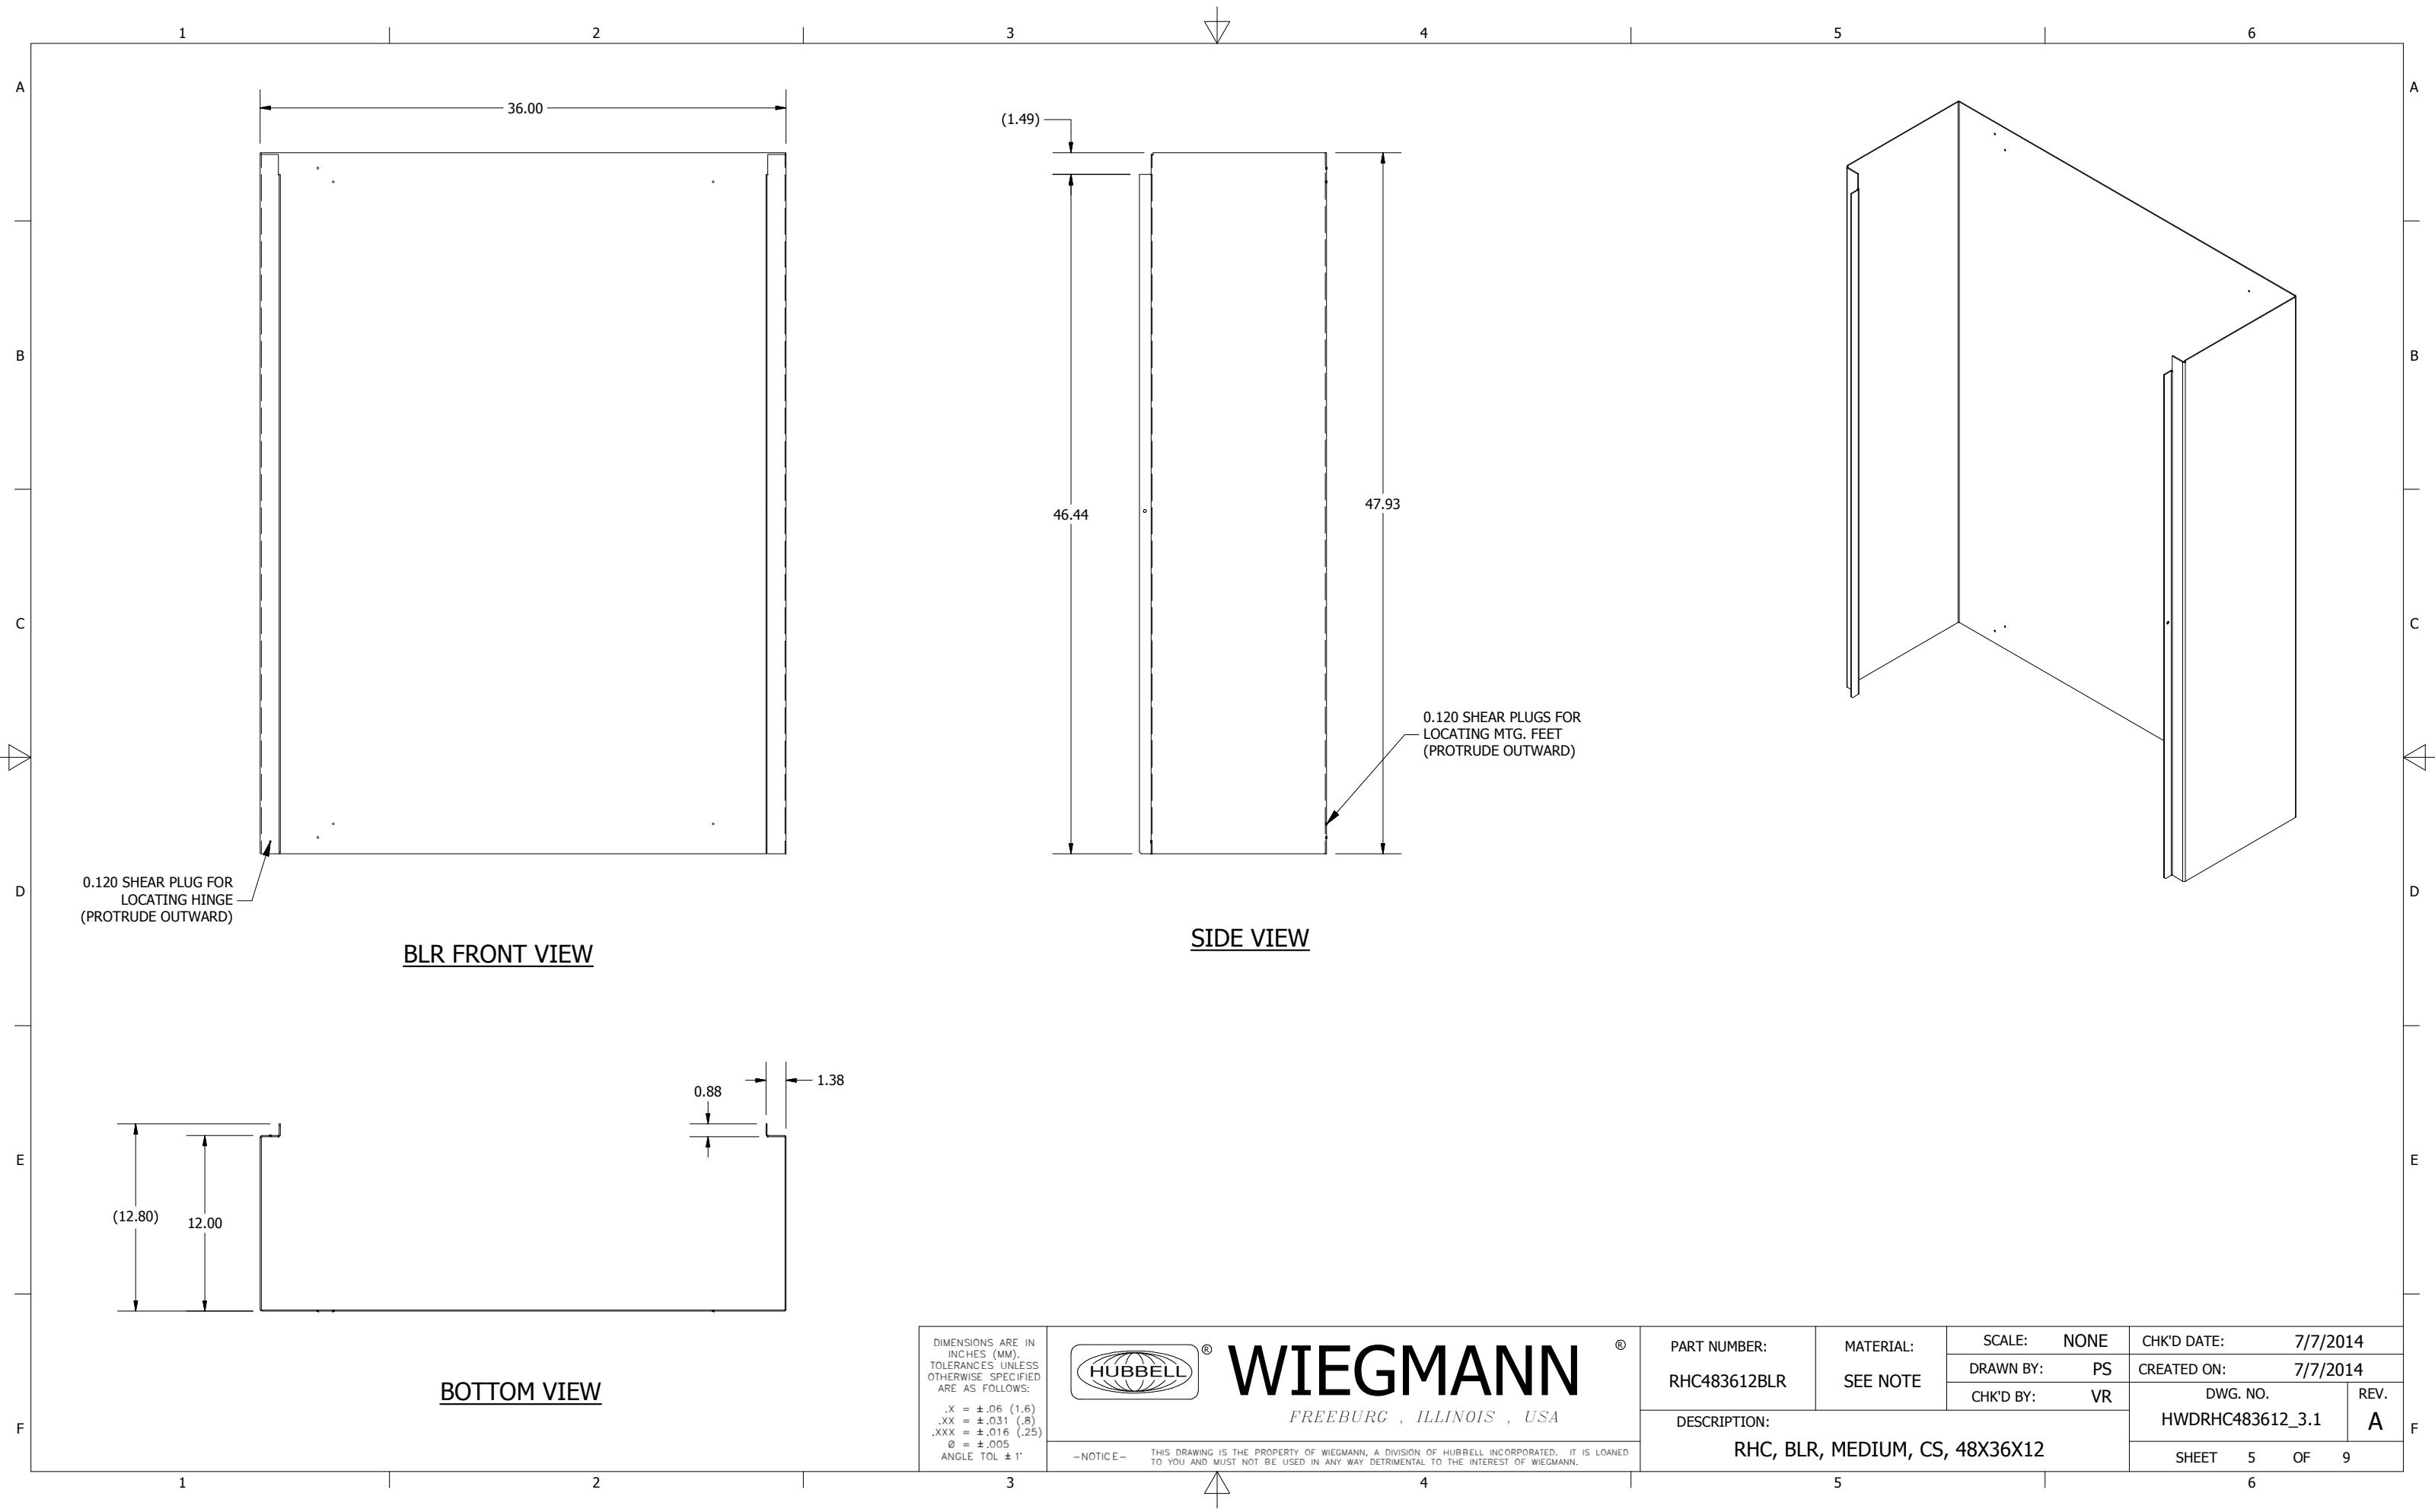 1 2 3 4 5 6
A A
B B
C C
D D
E E
F F
36.00
(1.49)
46.44
47.93
0.120 SHEAR PLUGS FOR
LOCATING MTG. FEET
(PROTRUDE OUTWARD)
0.120 SHEAR PLUG FOR
LOCATING HINGE
(PROTRUDE OUTWARD)
BLR FRONT VIEW
SIDE VIEW
0.88
1.38
(12.80)
12.00
BOTTOM VIEW
DIMENSIONS ARE IN
INCHES (MM).
TOLERANCES UNLESS
OTHERWISE SPECIFIED
ARE AS FOLLOWS:
.X = ±.06 (1.6)
.XX = ±.031 (.8)
.XXX = ±.016 (.25)
Ø = ±.005
ANGLE TOL ±1°
HUBBELL ®
WIEGMANN ®
FREEBURG , ILLINOIS , USA
-NOTICE- THIS DRAWING IS THE PROPERTY OF WIEGMANN, A DIVISION OF HUBBELL INCORPORATED. IT IS LOANED
TO YOU AND MUST NOT BE USED IN ANY WAY DETRIMENTAL TO THE INTEREST OF WIEGMANN.
PART NUMBER:
RHC483612BLR
MATERIAL:
SEE NOTE
SCALE: NONE
DRAWN BY: PS
CHK'D BY: VR
CHK'D DATE: 7/7/2014
CREATED ON: 7/7/2014
DESCRIPTION:
RHC, BLR, MEDIUM, CS, 48X36X12
DWG. NO.
HWDRHC483612_3.1
REV.
A
SHEET 5 OF 9
1 2 3 4 5 6